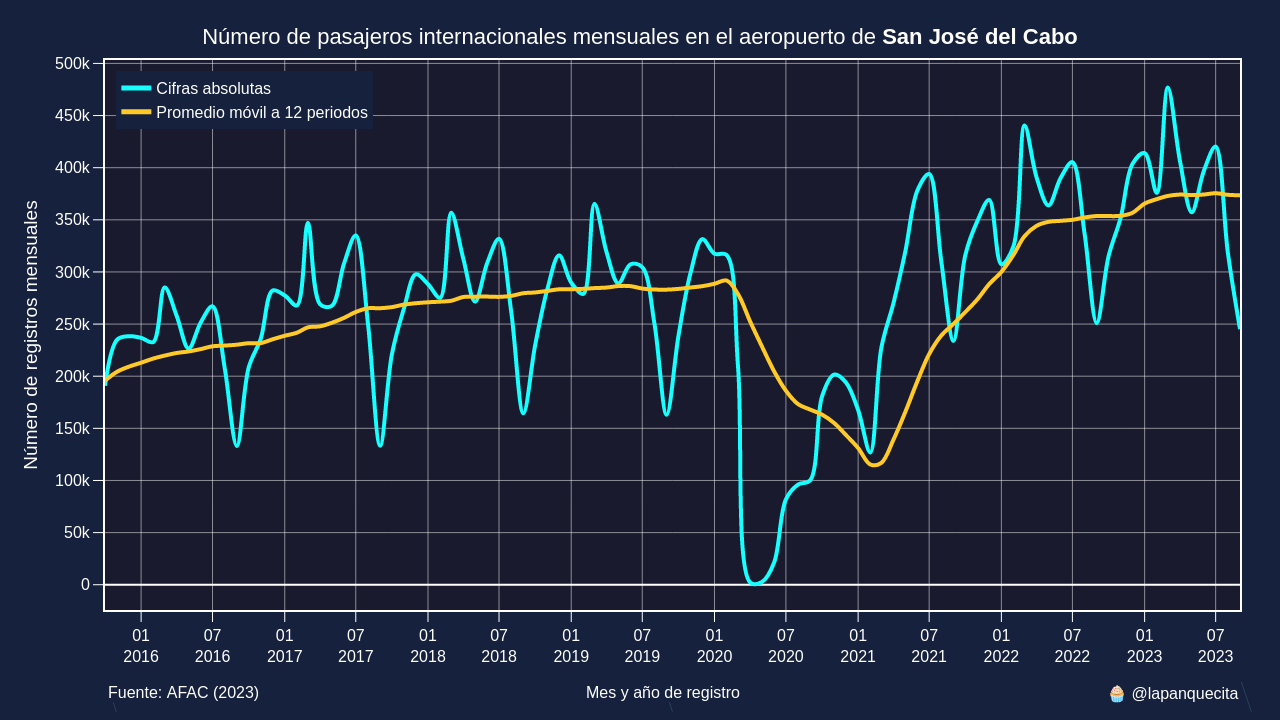 Número de pasajeros internacionales mensuales en el aeropuerto de San José del Cabo
Cifras absolutas
Promedio móvil a 12 periodos
Número de registros mensuales
500k
450k
400k
350k
300k
250k
200k
150k
100k
50k
0
01 07 01 07 01 07 01 07 01 07 01 07 01 07 01 07
2016 2016 2017 2017 2018 2018 2019 2019 2020 2020 2021 2021 2022 2022 2023 2023
Fuente: AFAC (2023) Mes y año de registro 🧁 @lapanquecita